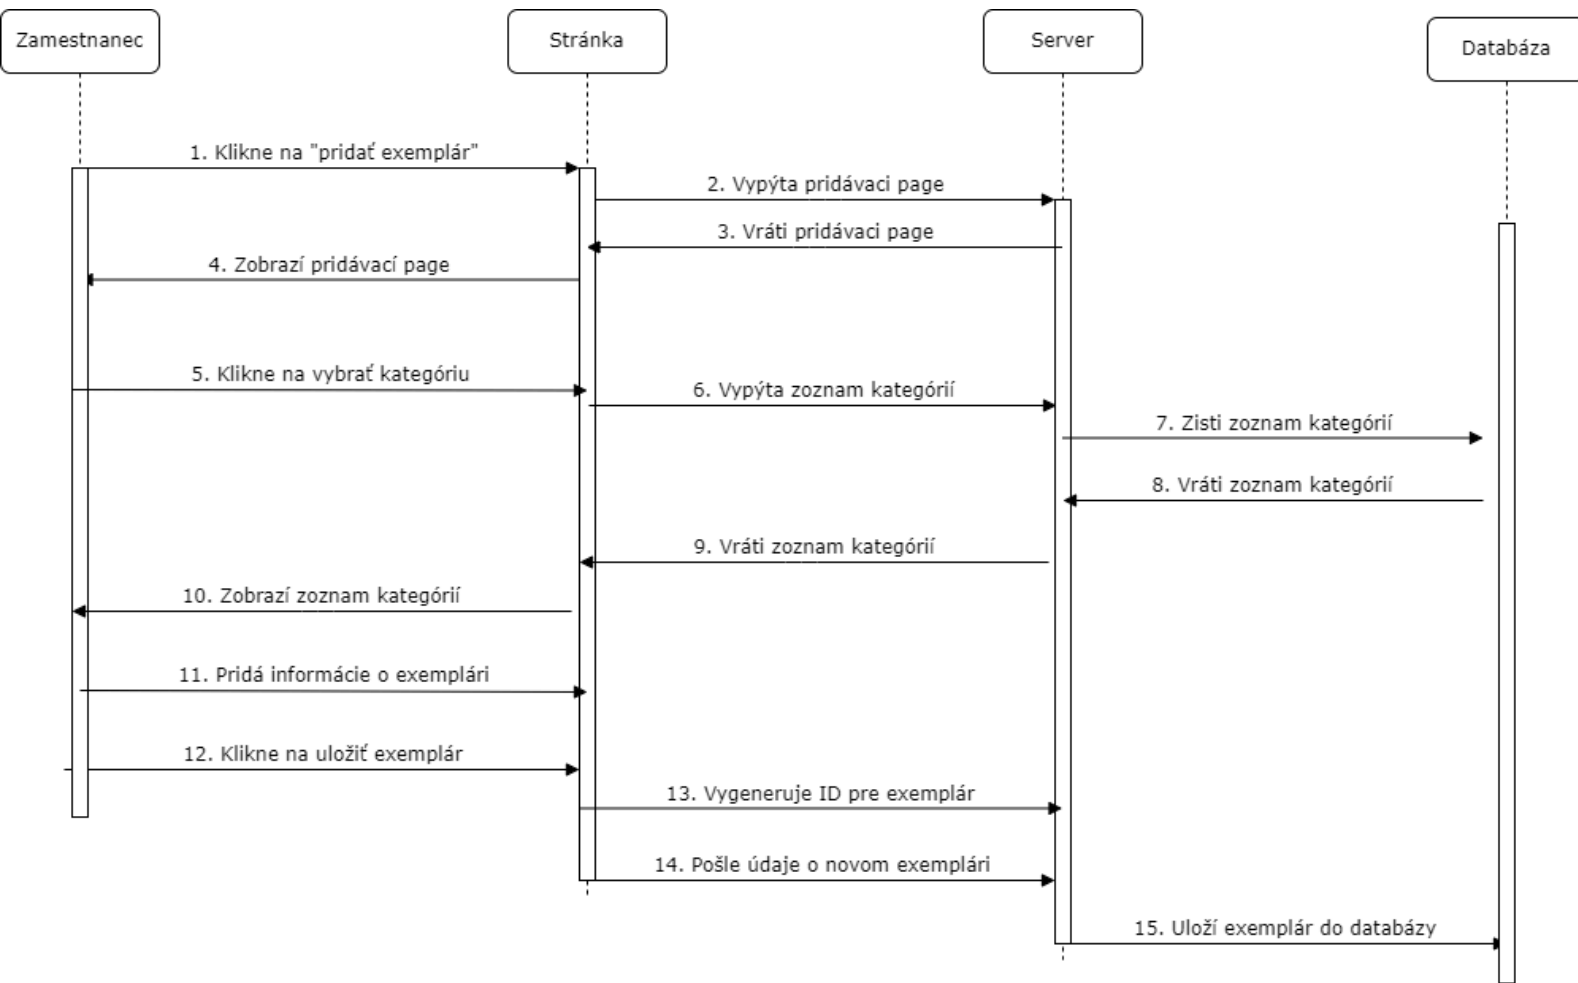 Zamestnanec
Stránka
Server
Databáza
1. Klikne na "pridať exemplár"
2. Vypýta pridávaci page
3. Vráti pridávaci page
4. Zobrazí pridávací page
5. Klikne na vybrať kategóriu
6. Vypýta zoznam kategórií
7. Zisti zoznam kategórií
8. Vráti zoznam kategórií
9. Vráti zoznam kategórií
10. Zobrazí zoznam kategórií
11. Pridá informácie o exemplári
12. Klikne na uložiť exemplár
13. Vygeneruje ID pre exemplár
14. Pošle údaje o novom exemplári
15. Uloží exemplár do databázy